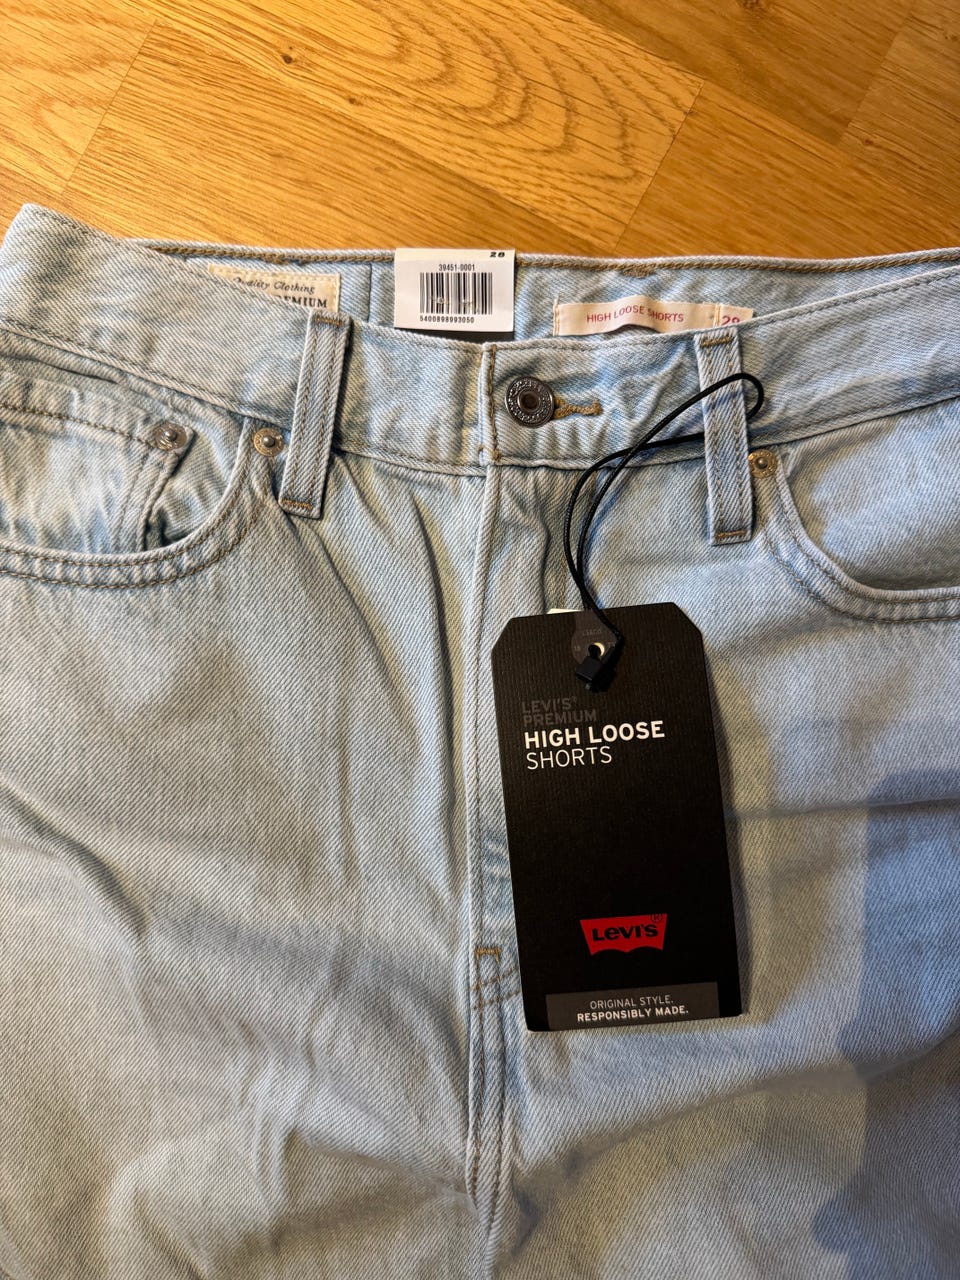 28
39451-0001
5400898993050
Quality Clothing
HIGH LOOSE SHORTS
28
LEVI'S®
PREMIUM
HIGH LOOSE
SHORTS
LEVI'S®
ORIGINAL STYLE.
RESPONSIBLY MADE.